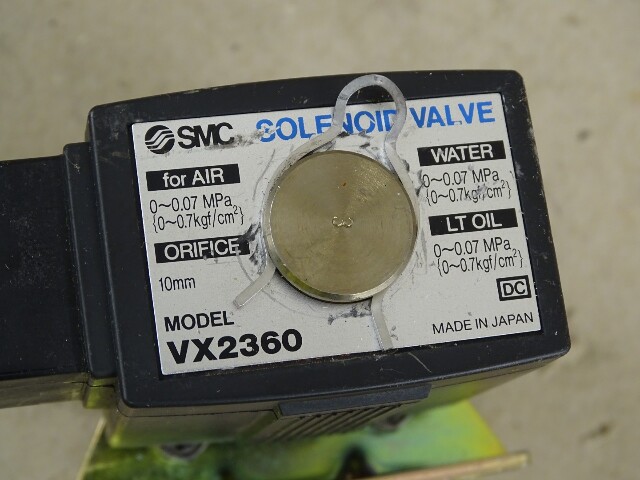 SMC SOLENOID VALVE
for AIR
0~0.07 MPa
{0~0.7kgf/cm²}
ORIFICE
10mm
MODEL
VX2360
WATER
0~0.07 MPa
{0~0.7kgf/cm²}
LT OIL
0~0.07 MPa
{0~0.7kgf/cm²}
DC
MADE IN JAPAN